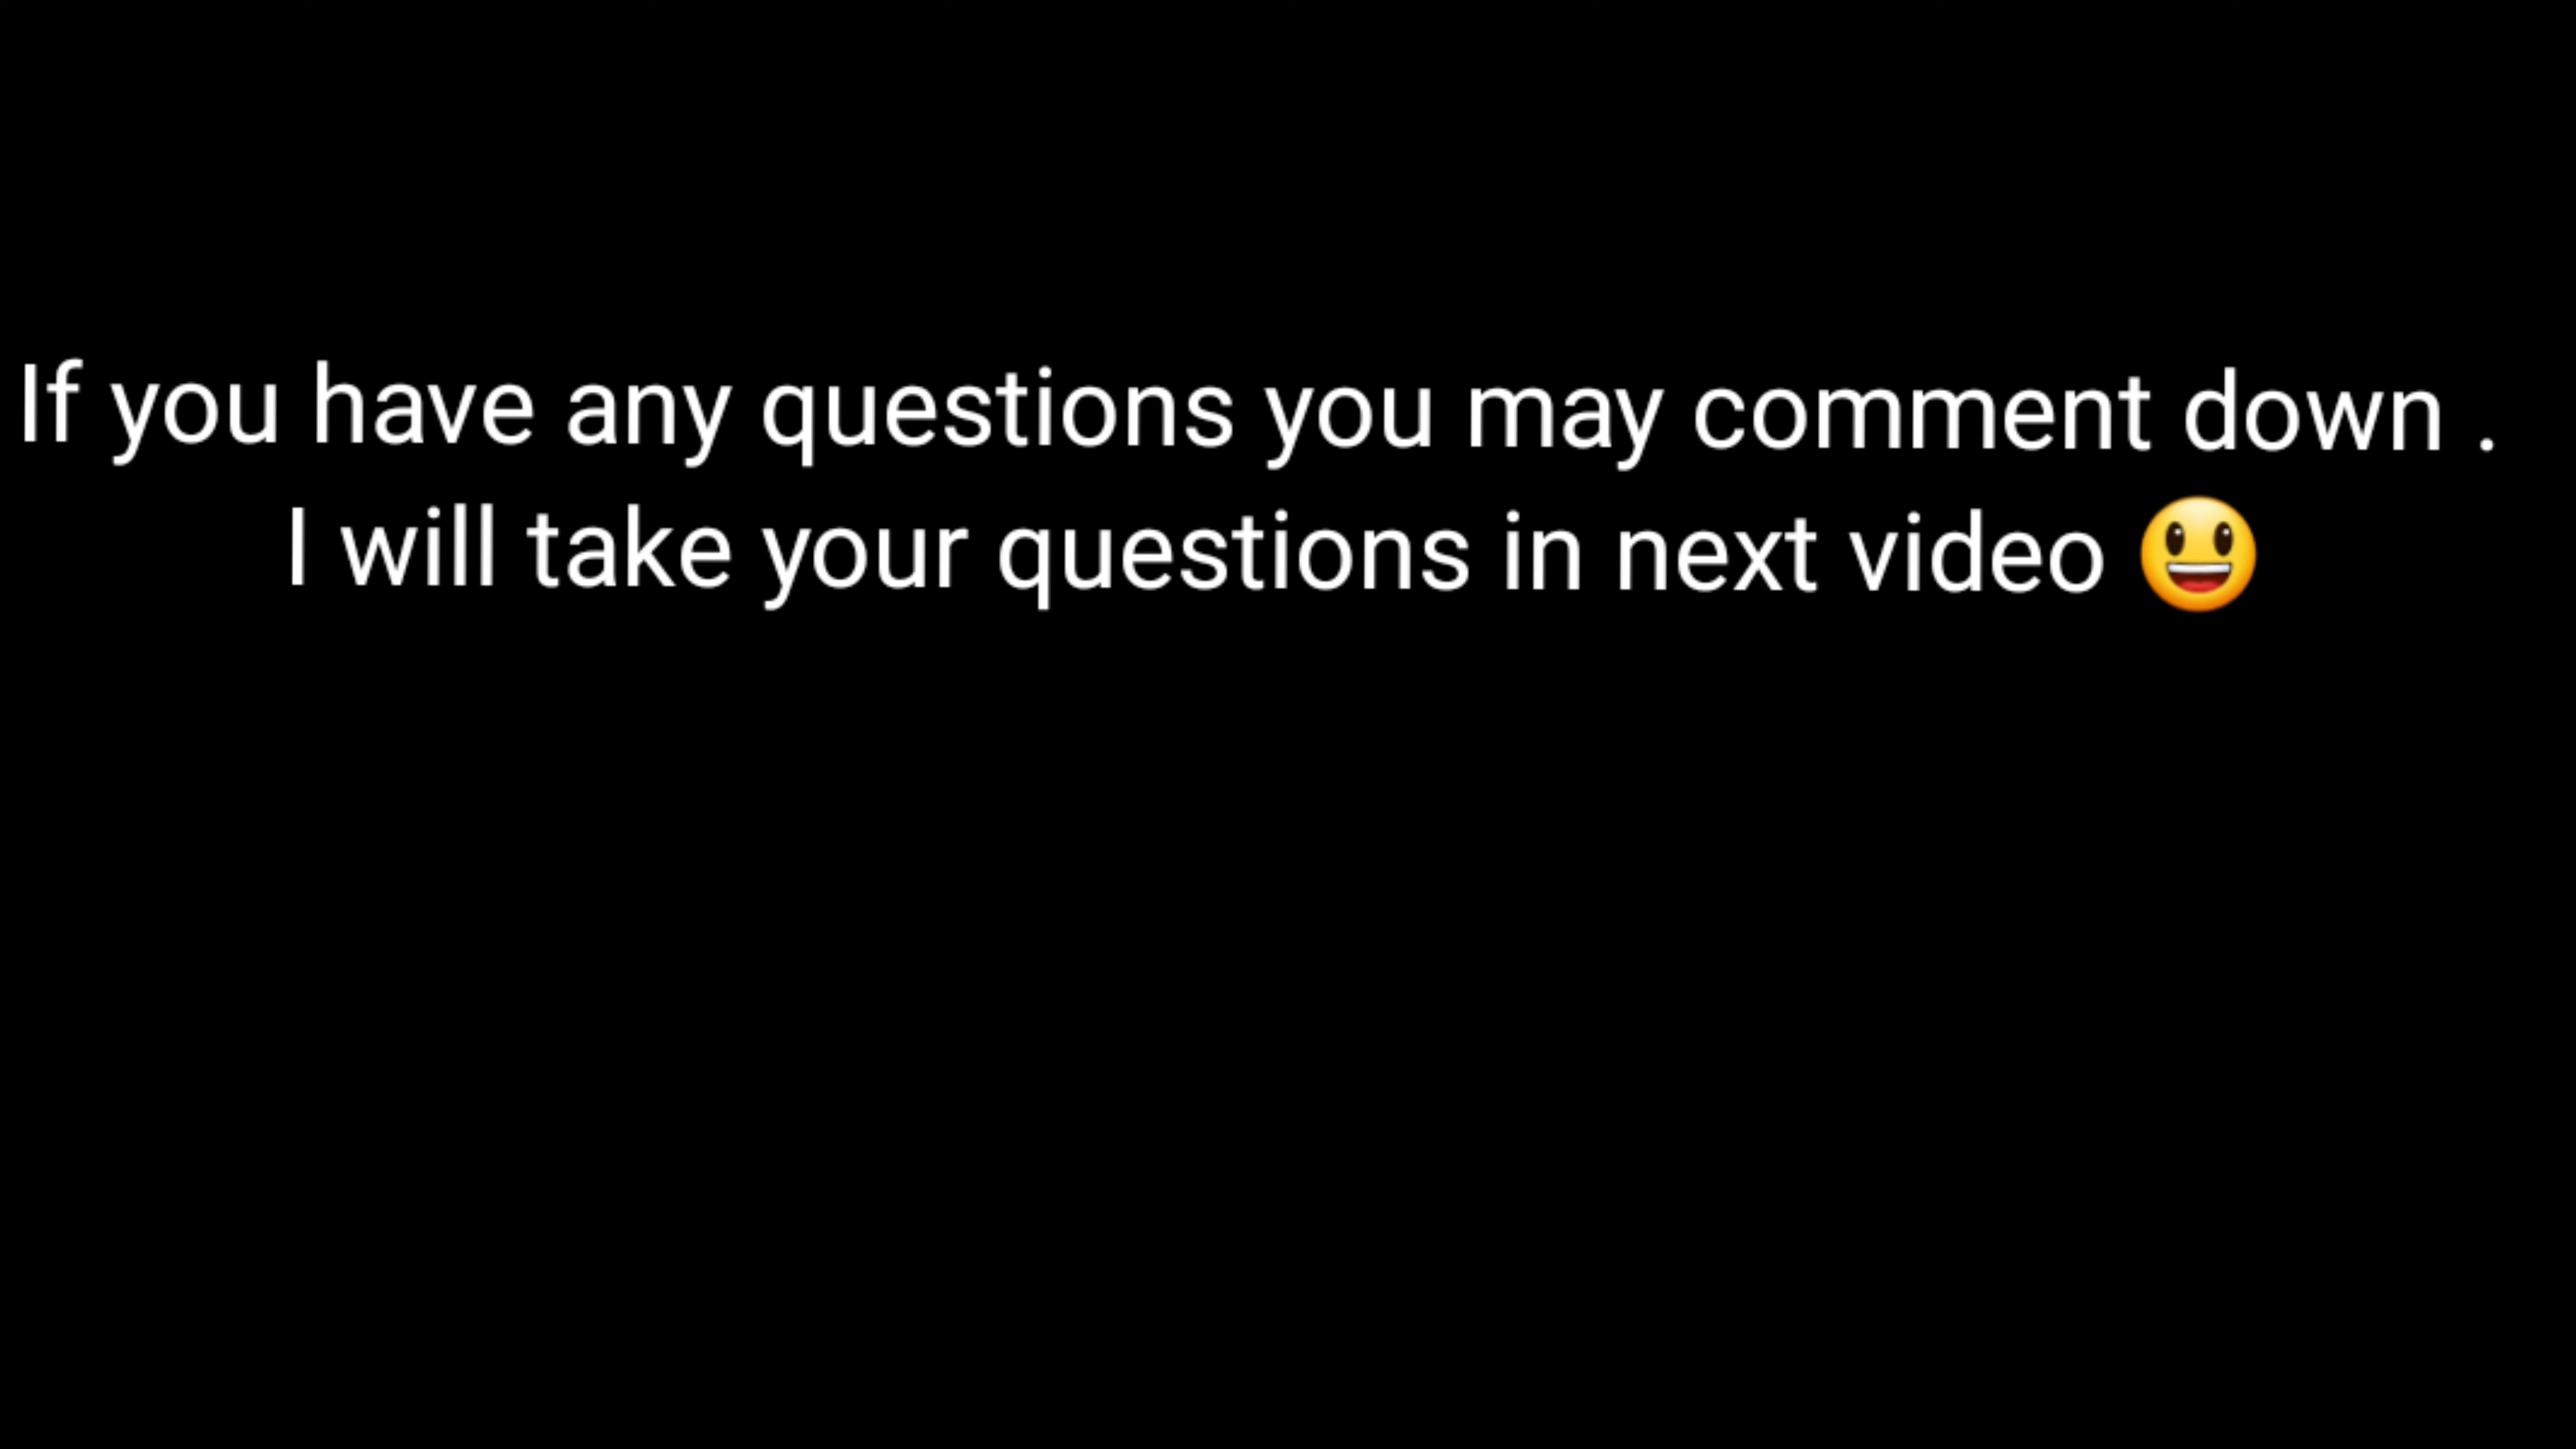 If you have any questions you may comment down .
I will take your questions in next video 😃